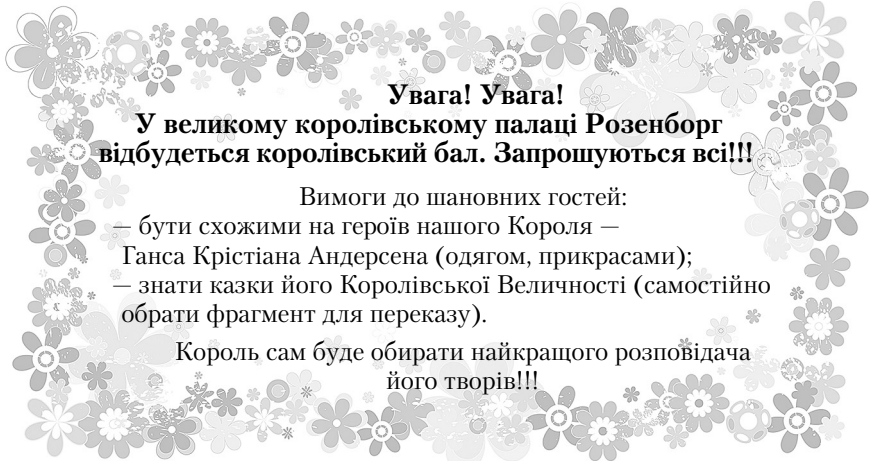 Увага! Увага!
У великому королівському палаці Розенборг
відбудеться королівський бал. Запрошуються всі!!!
Вимоги до шановних гостей:
— бути схожими на героїв нашого Короля —
Ганса Крістіана Андерсена (одягом, прикрасами);
— знати казки його Королівської Величності (самостійно
обрати фрагмент для переказу).
Король сам буде обирати найкращого розповідача
його творів!!!